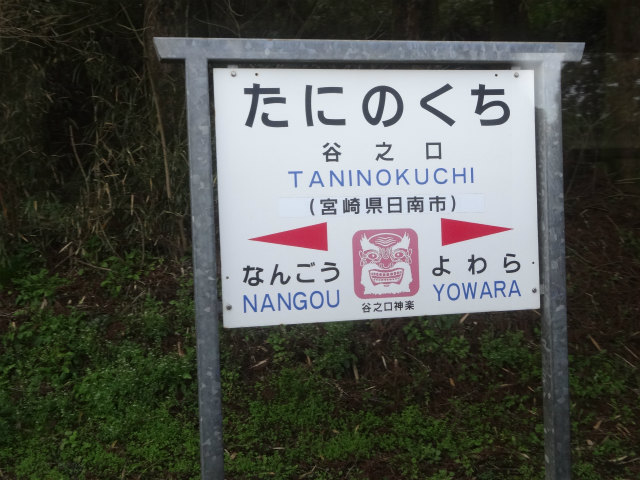 たにのくち
谷之口
TANINOKUCHI
(宮崎県日南市)
なんごう よわら
NANGOU YOWARA
谷之口神楽